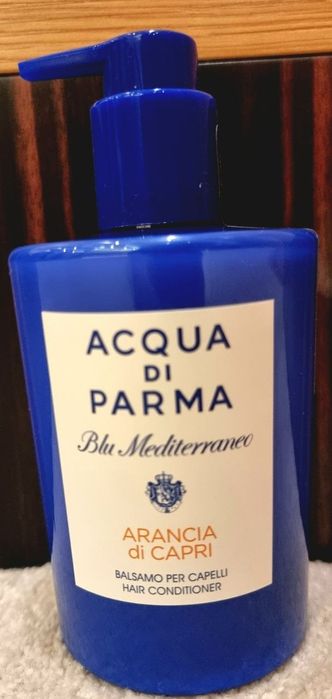 ACQUA
DI
PARMA
Blu Mediterraneo
ARANCIA
di CAPRI
BALSAMO PER CAPELLI
HAIR CONDITIONER